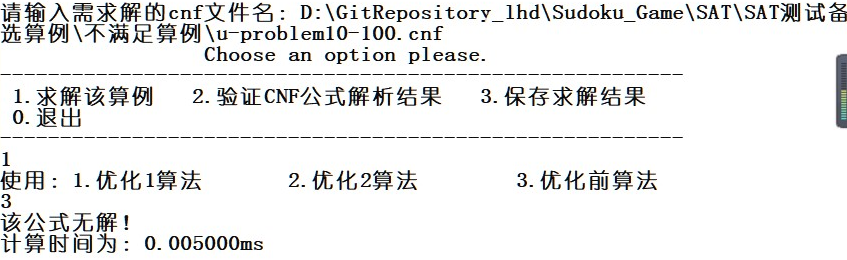 请输入需求解的cnf文件名: D:\GitRepository_lhd\Sudoku_Game\SAT\SAT测试备
选算例\不满足算例\u-problem10-100.cnf
Choose an option please.
---------------------------------------------------------
1.求解该算例 2.验证CNF公式解析结果 3.保存求解结果
0.退出
---------------------------------------------------------
1
使用: 1.优化1算法 2.优化2算法 3.优化前算法
3
该公式无解!
计算时间为: 0.005000ms